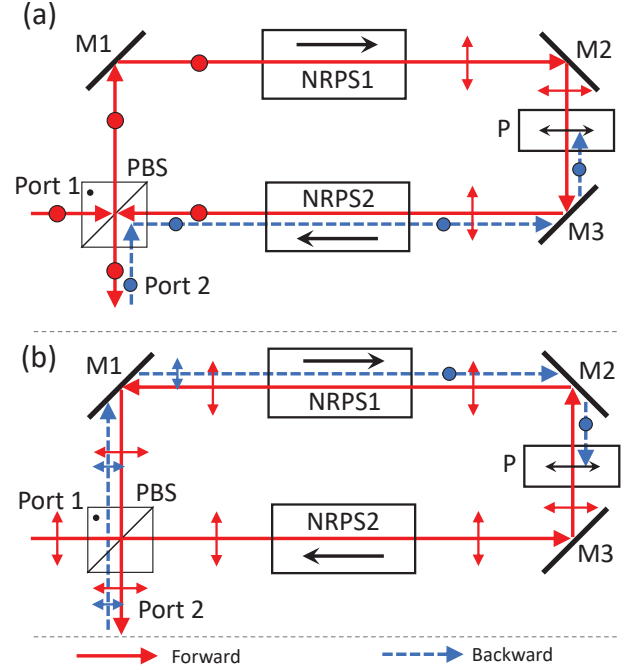 (a)
M1
M2
NRPS1
P
PBS
Port 1
NRPS2
M3
Port 2
(b)
M1
M2
NRPS1
P
PBS
Port 1
NRPS2
M3
Port 2
Forward
Backward